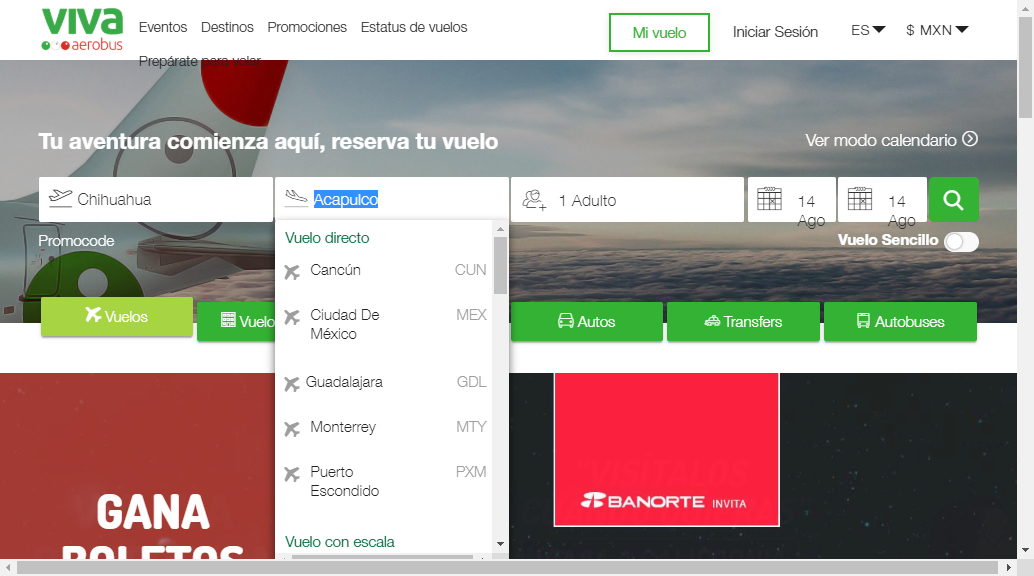 viva
aerobus
Eventos Destinos Promociones Estatus de vuelos
Prepárate para volar
Mi vuelo
Iniciar Sesión
ES
$ MXN
Tu aventura comienza aquí, reserva tu vuelo
Ver modo calendario
Chihuahua
Acapulco
1 Adulto
14
Ago
14
Ago
Promocode
Vuelo Sencillo
Vuelo directo
Cancún CUN
Ciudad De
México MEX
Guadalajara GDL
Monterrey MTY
Puerto
Escondido PXM
Vuelo con escala
Vuelos
Vuelo
Autos
Transfers
Autobuses
GANA
BOLETOS
"VISÍTALOS
BANORTE INVITA